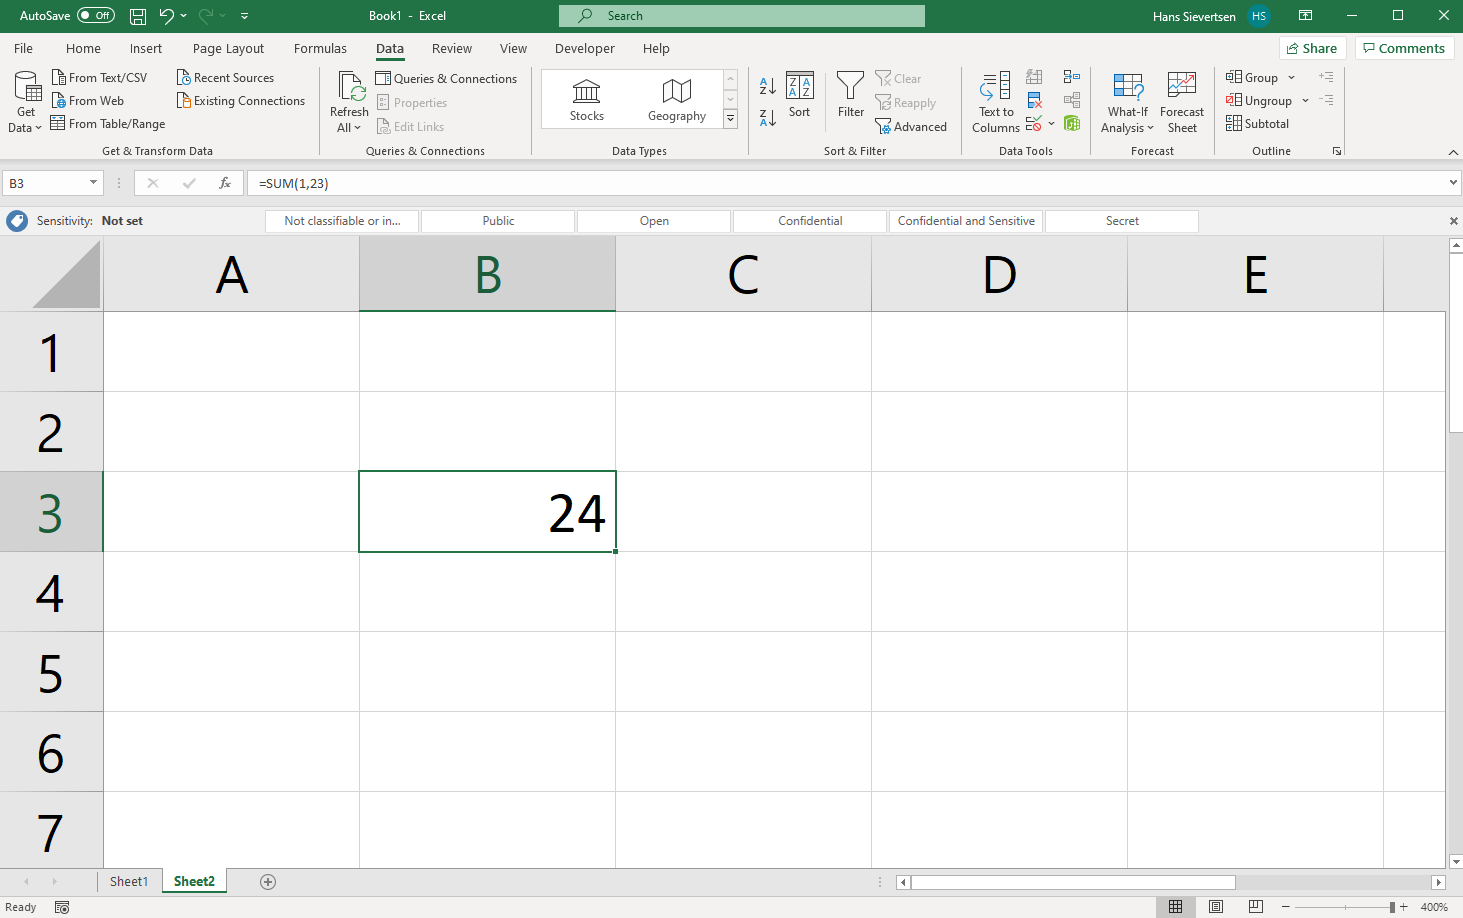 AutoSave Off Book1 - Excel Search Hans Sievertsen HS
File Home Insert Page Layout Formulas Data Review View Developer Help Share Comments
Get Data
From Text/CSV
From Web
From Table/Range
Recent Sources
Existing Connections
Get & Transform Data
Refresh All
Queries & Connections
Properties
Edit Links
Queries & Connections
Stocks Geography
Data Types
Sort
Filter
Clear
Reapply
Advanced
Sort & Filter
Text to Columns
Data Tools
What-If Analysis
Forecast Sheet
Forecast
Group
Ungroup
Subtotal
Outline
B3 fx =SUM(1,23)
Sensitivity: Not set Not classifiable or in... Public Open Confidential Confidential and Sensitive Secret
A B C D E
1
2
3 24
4
5
6
7
Sheet1 Sheet2
Ready 400%